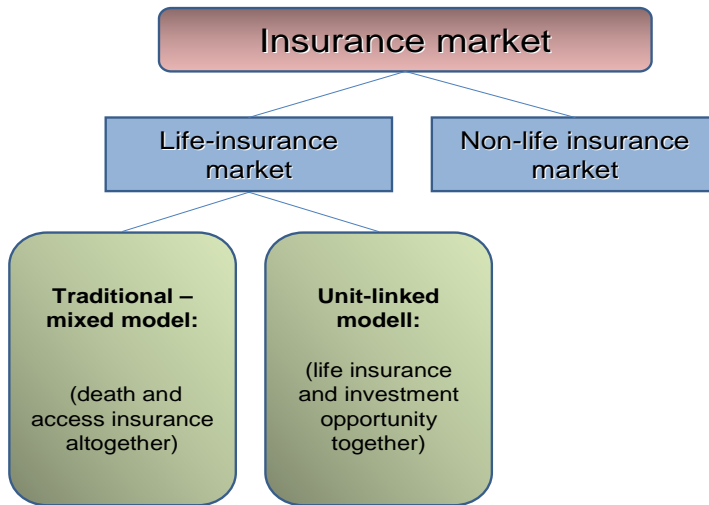 Insurance market
Life-insurance
market
Non-life insurance
market
Traditional –
mixed model:
(death and
access insurance
altogether)
Unit-linked
modell:
(life insurance
and investment
opportunity
together)